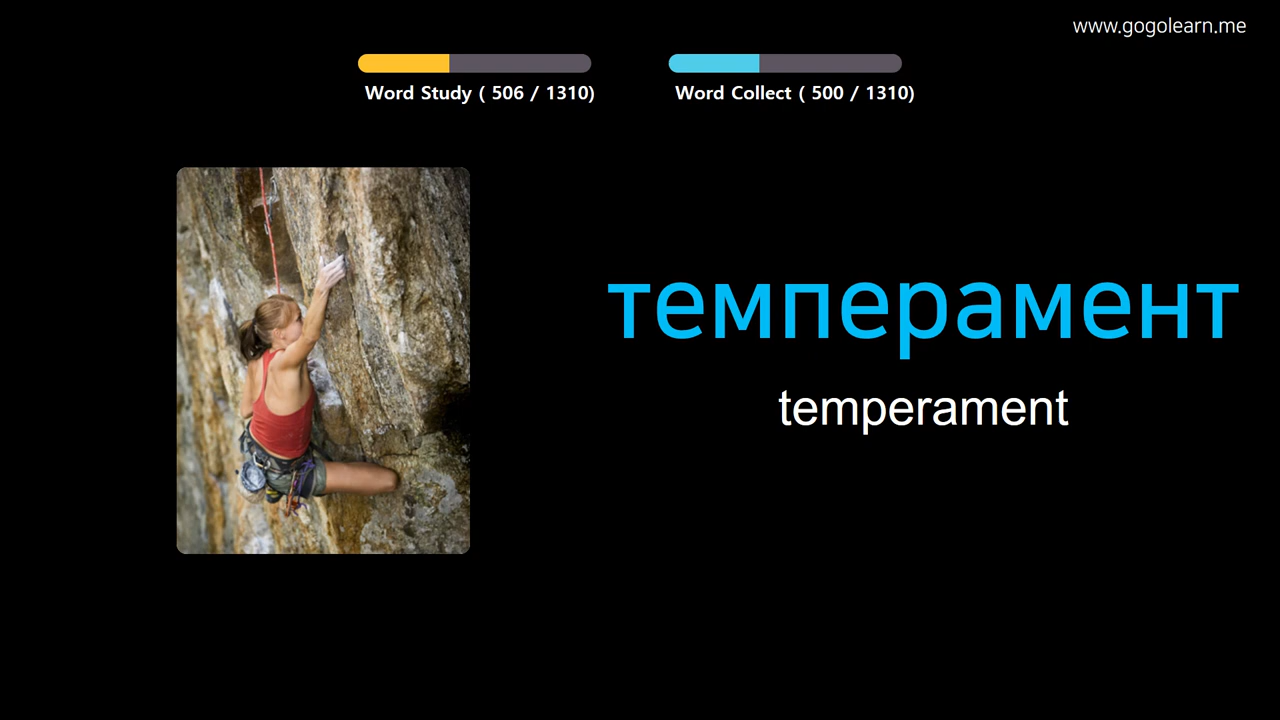 www.gogolearn.me
Word Study ( 506 / 1310)
Word Collect ( 500 / 1310)
темперамент
temperament